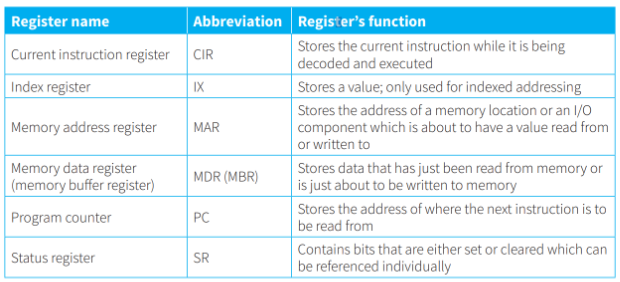 Register name Abbreviation Register's function
Current instruction register CIR Stores the current instruction while it is being
decoded and executed
Index register IX Stores a value; only used for indexed addressing
Memory address register MAR Stores the address of a memory location or an I/O
component which is about to have a value read from
or written to
Memory data register
(memory buffer register) MDR (MBR) Stores data that has just been read from memory or
is just about to be written to memory
Program counter PC Stores the address of where the next instruction is to
be read from
Status register SR Contains bits that are either set or cleared which can
be referenced individually